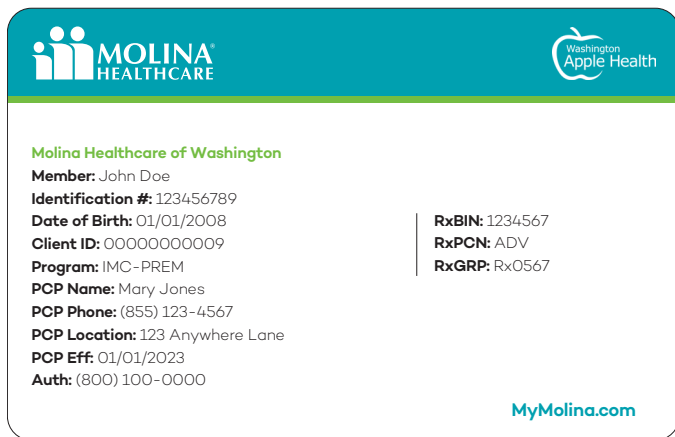 MOLINA®
HEALTHCARE
Washington
Apple Health
Molina Healthcare of Washington
Member: John Doe
Identification #: 123456789
Date of Birth: 01/01/2008
Client ID: 00000000009
Program: IMC-PREM
PCP Name: Mary Jones
PCP Phone: (855) 123-4567
PCP Location: 123 Anywhere Lane
PCP Eff: 01/01/2023
Auth: (800) 100-0000
RxBIN: 1234567
RxPCN: ADV
RxGRP: Rx0567
MyMolina.com